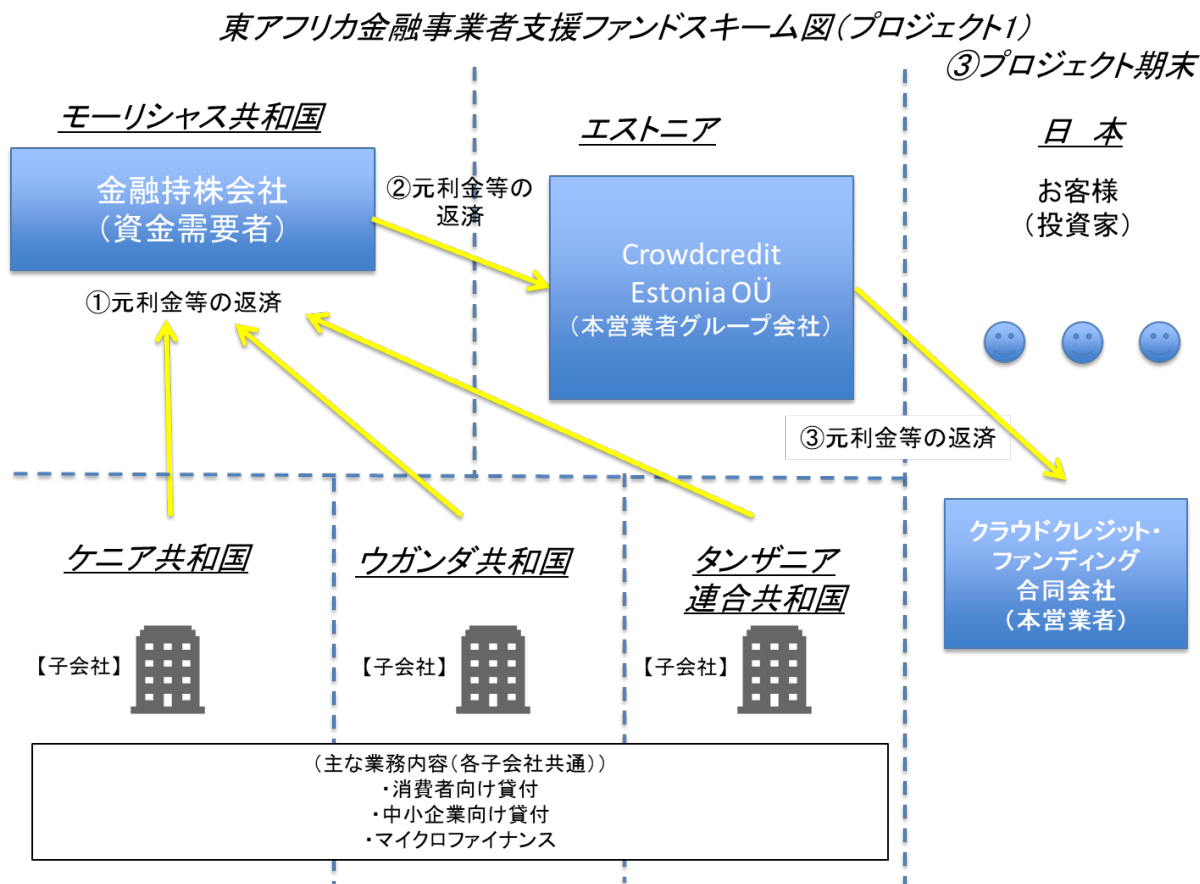 東アフリカ金融事業者支援ファンドスキーム図(プロジェクト1)
③プロジェクト期末
モーリシャス共和国
金融持株会社
(資金需要者)
①元利金等の返済
②元利金等の
返済
エストニア
Crowdcredit
Estonia OÜ
(本営業者グループ会社)
③元利金等の返済
日 本
お客様
(投資家)
クラウドクレジット・
ファンディング
合同会社
(本営業者)
ケニア共和国
【子会社】
ウガンダ共和国
【子会社】
タンザニア
連合共和国
【子会社】
(主な業務内容(各子会社共通))
・消費者向け貸付
・中小企業向け貸付
・マイクロファイナンス